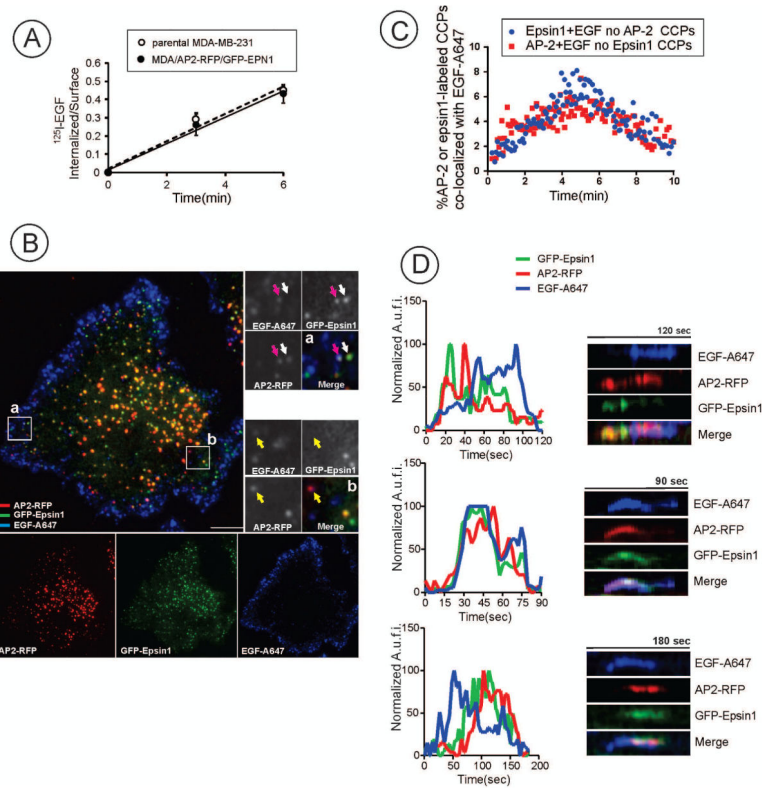 A
parental MDA-MB-231
MDA/AP2-RFP/GFP-EPN1
0.6
0.5
0.4
0.3
0.2
0.1
0
0
2
4
6
125I-EGF
Internalized/Surface
Time(min)
C
Epsin1+EGF no AP-2 CCPs
AP-2+EGF no Epsin1 CCPs
%AP-2 or epsin1-labeled CCPs
co-localized with EGF-A647
10
8
6
4
2
0
0
2
4
6
8
10
Time(min)
B
a
b
AP2-RFP
GFP-Epsin1
EGF-A647
EGF-A647
GFP-Epsin1
a
AP2-RFP
Merge
EGF-A647
GFP-Epsin1
b
AP2-RFP
Merge
AP2-RFP
GFP-Epsin1
EGF-A647
D
GFP-Epsin1
AP2-RFP
EGF-A647
Normalized A.u.f.i.
150
100
50
0
0
20
40
60
80
100
120
Time(sec)
120 sec
EGF-A647
AP2-RFP
GFP-Epsin1
Merge
Normalized A.u.f.i.
150
100
50
0
0
15
30
45
60
75
90
Time(sec)
90 sec
EGF-A647
AP2-RFP
GFP-Epsin1
Merge
Normalized A.u.f.i.
150
100
50
0
0
50
100
150
200
Time(sec)
180 sec
EGF-A647
AP2-RFP
GFP-Epsin1
Merge